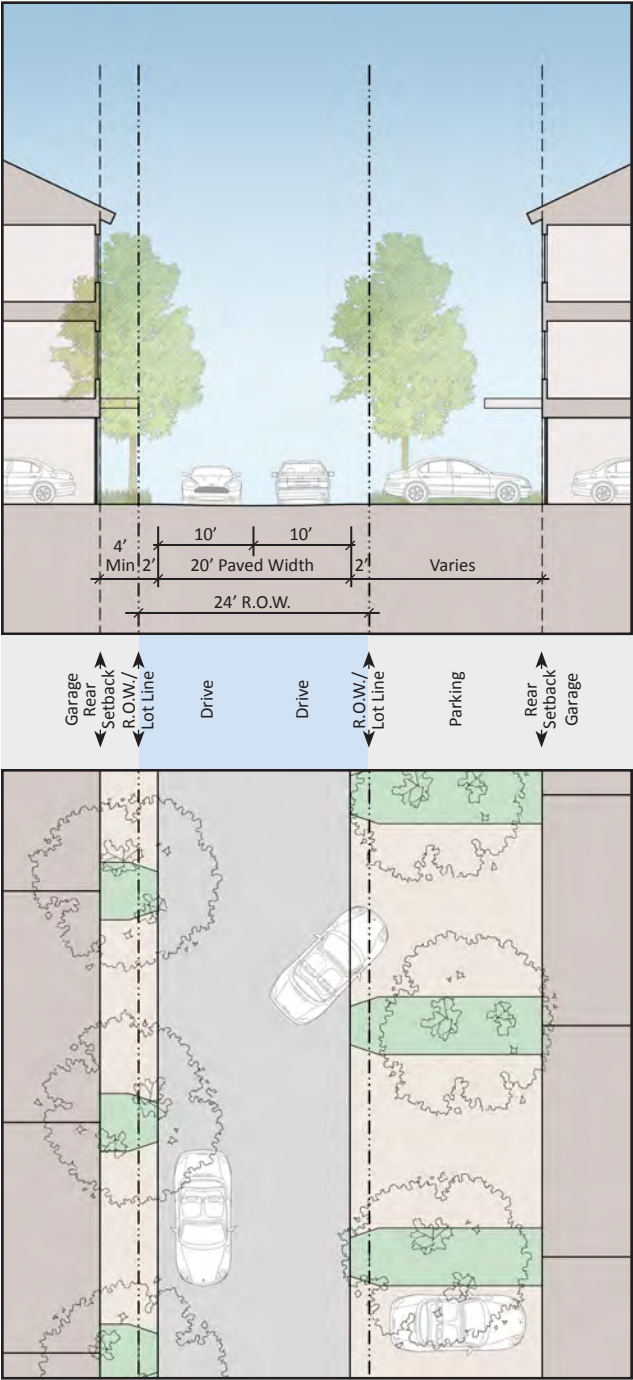 10’ 10’
4’
Min 2’ 20’ Paved Width 2’ Varies
24’ R.O.W.
Garage
Rear
Setback
R.O.W./
Lot Line
Drive
Drive
R.O.W./
Lot Line
Parking
Rear
Setback
Garage